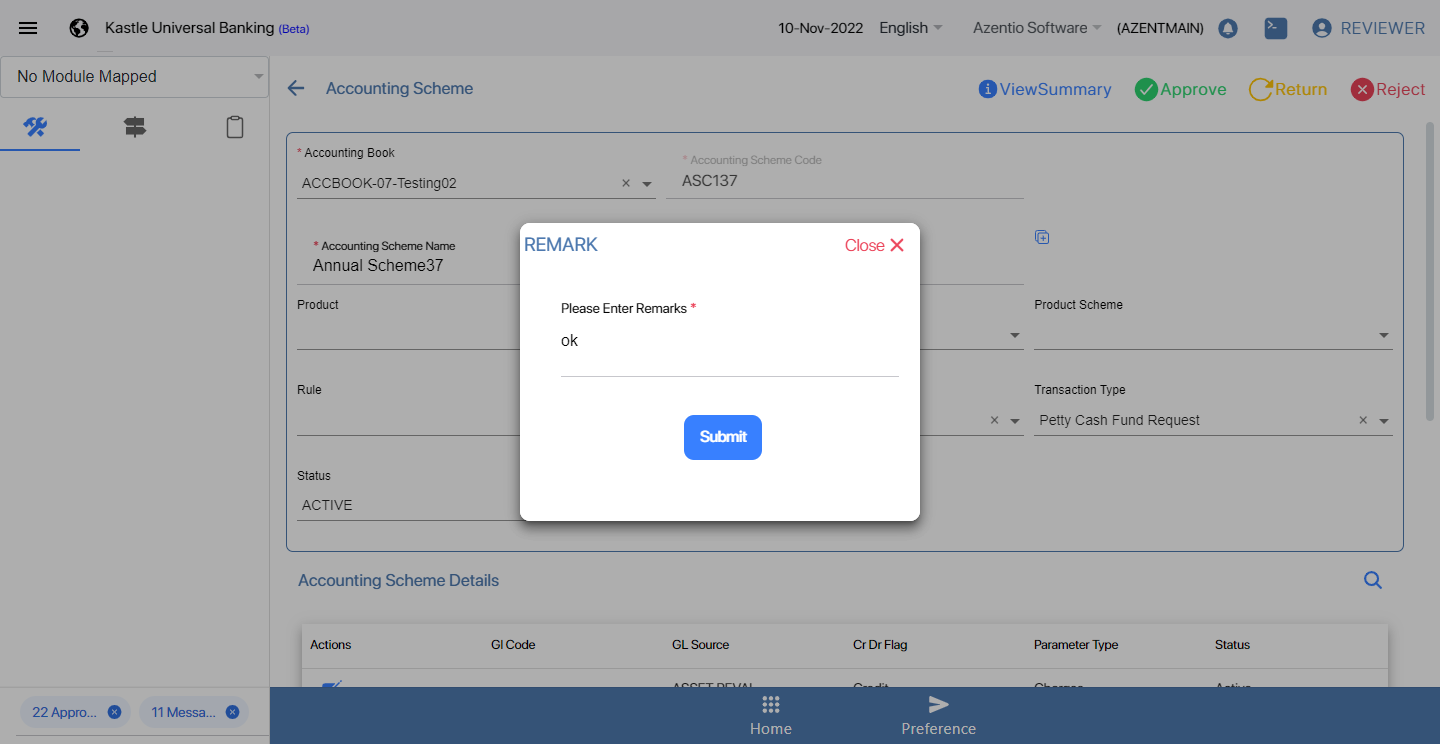 Kastle Universal Banking (Beta)
10-Nov-2022 English Azentio Software (AZENTMAIN) REVIEWER
No Module Mapped
Accounting Scheme
ViewSummary Approve Return Reject
* Accounting Book
* Accounting Scheme Code
ACCBOOK-07-Testing02
ASC137
REMARK
Close
* Accounting Scheme Name
Annual Scheme37
Product
Please Enter Remarks *
Product Scheme
ok
Rule
Transaction Type
Petty Cash Fund Request
Submit
Status
ACTIVE
Accounting Scheme Details
Actions Gl Code GL Source Cr Dr Flag Parameter Type Status
ASSET REVAL Credit Charges Active
22 Appro... 11 Messa...
Home Preference